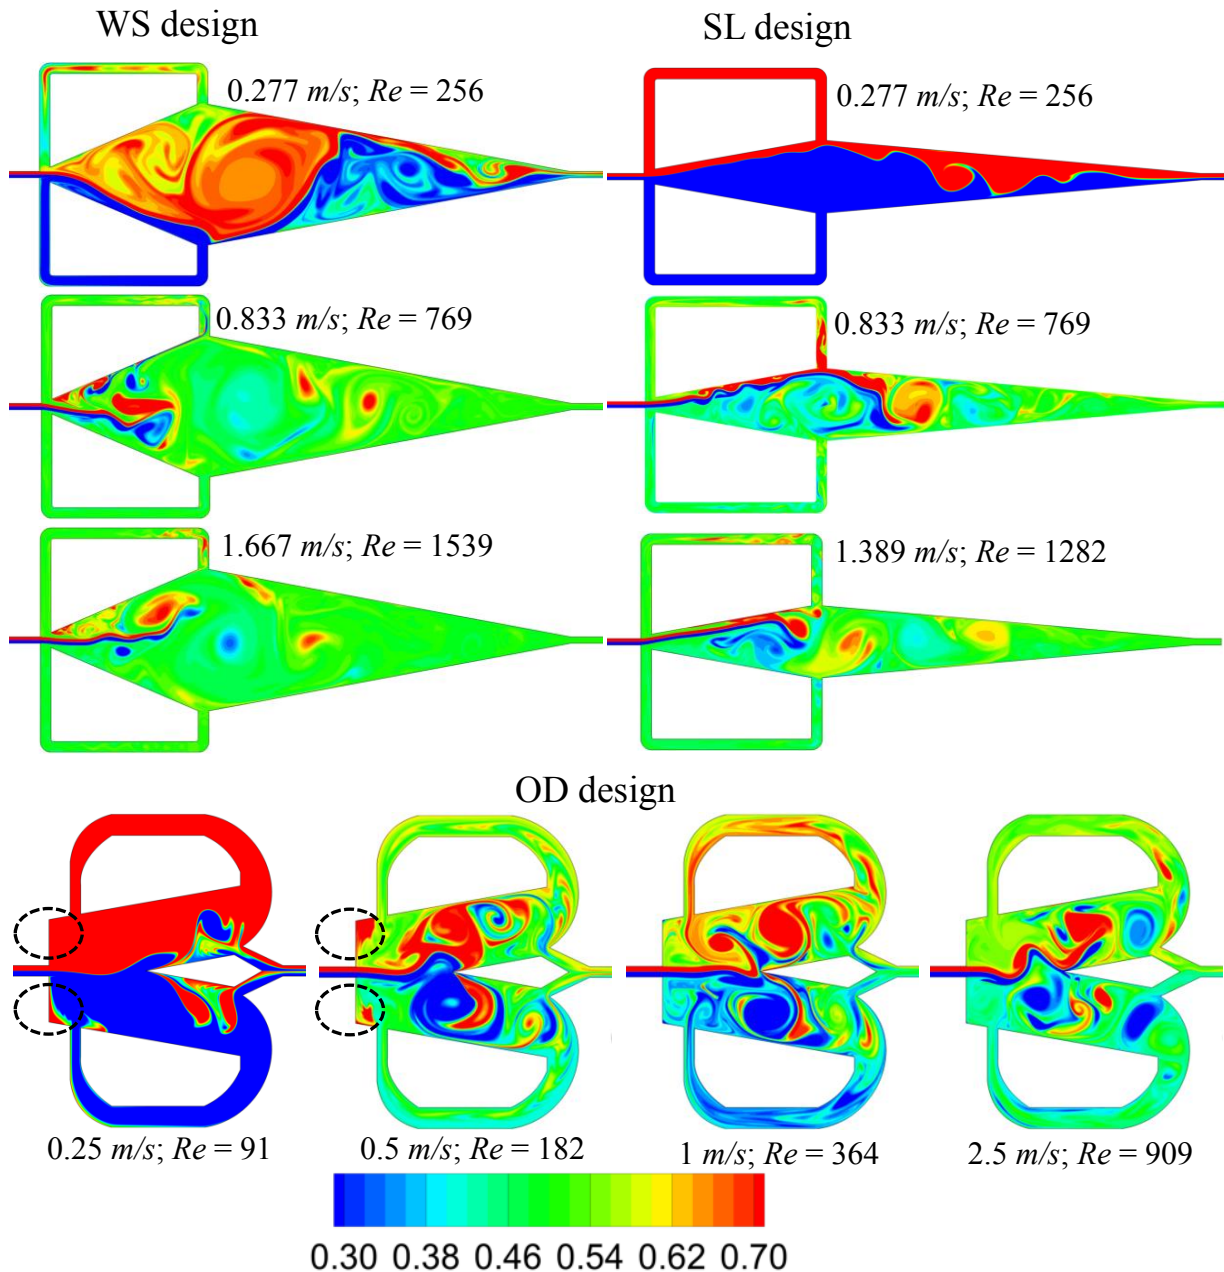 WS design
SL design
0.277 m/s; Re = 256
0.277 m/s; Re = 256
0.833 m/s; Re = 769
0.833 m/s; Re = 769
1.667 m/s; Re = 1539
1.389 m/s; Re = 1282
OD design
0.25 m/s; Re = 91
0.5 m/s; Re = 182
1 m/s; Re = 364
2.5 m/s; Re = 909
0.30 0.38 0.46 0.54 0.62 0.70